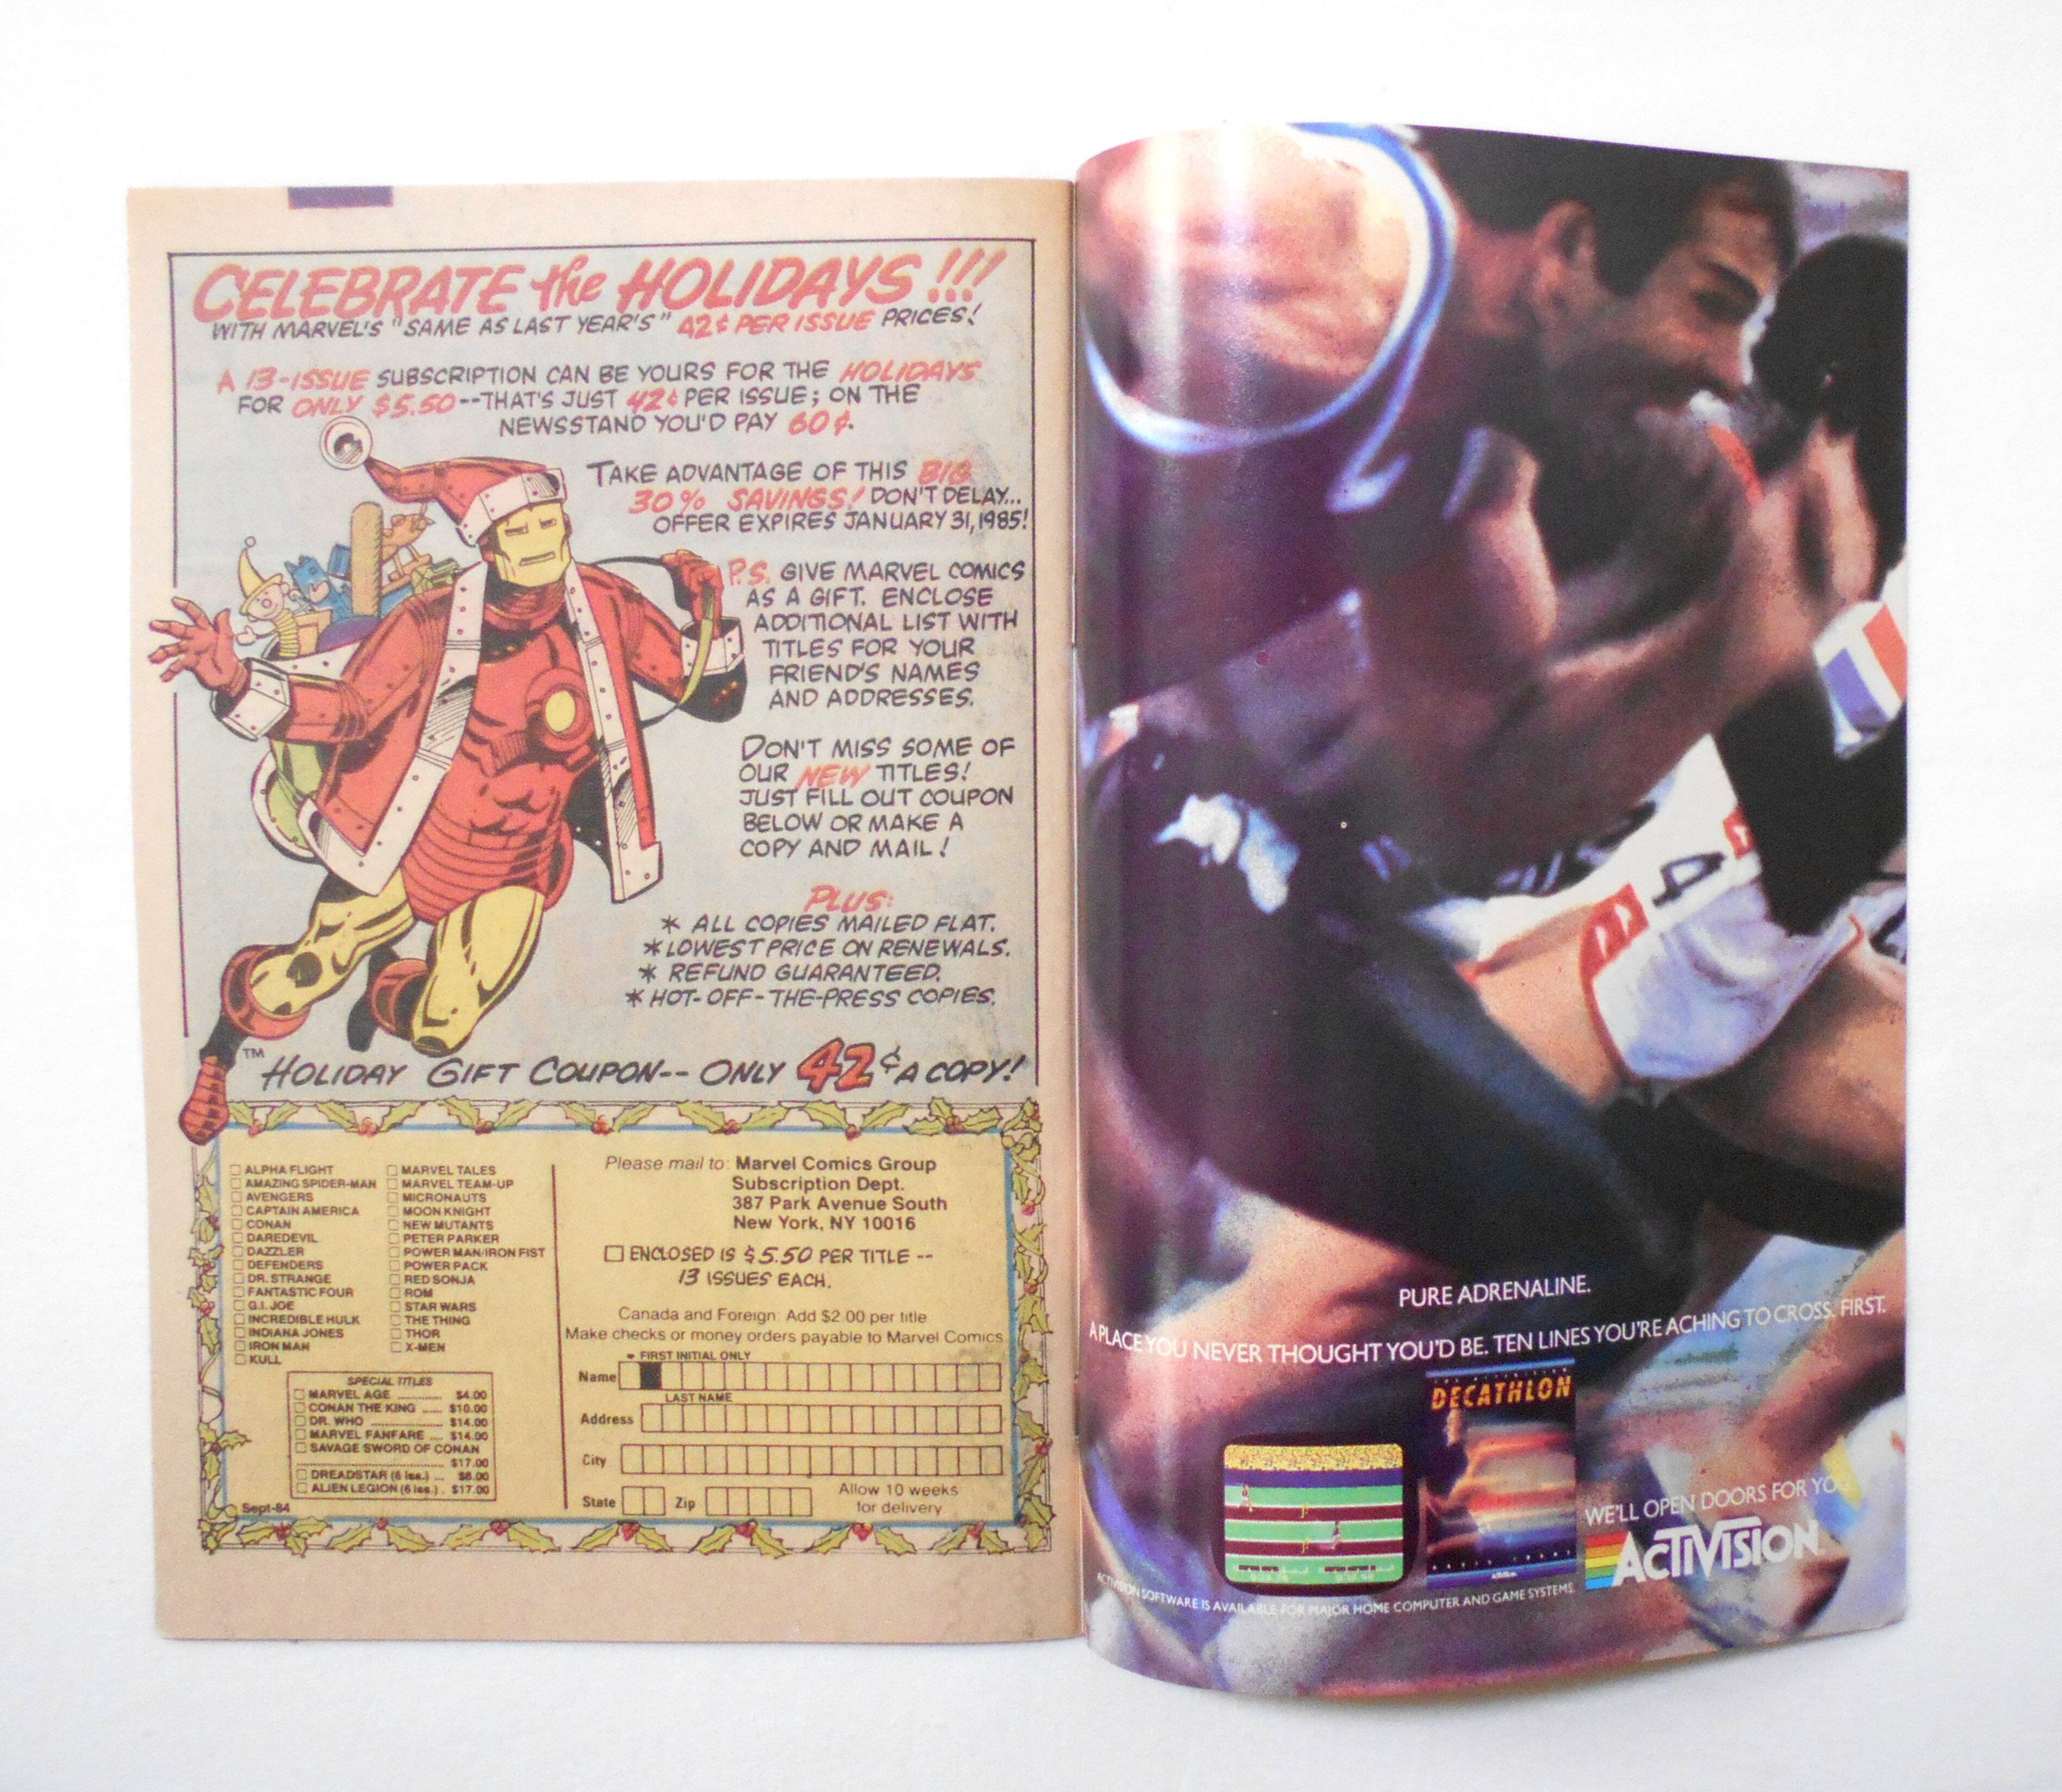 CELEBRATE the HOLIDAYS!!!
WITH MARVEL'S "SAME AS LAST YEAR'S" 42¢ PER ISSUE PRICES!
A 13-ISSUE SUBSCRIPTION CAN BE YOURS FOR THE HOLIDAYS
FOR ONLY $5.50--THAT'S JUST 42¢ PER ISSUE; ON THE
NEWSSTAND YOU'D PAY 60¢.
TAKE ADVANTAGE OF THIS BIG
30% SAVINGS! DON'T DELAY...
OFFER EXPIRES JANUARY 31, 1985!
P.S. GIVE MARVEL COMICS
AS A GIFT. ENCLOSE
ADDITIONAL LIST WITH
TITLES FOR YOUR
FRIEND'S NAMES
AND ADDRESSES.
DON'T MISS SOME OF
OUR NEW TITLES!
JUST FILL OUT COUPON
BELOW OR MAKE A
COPY AND MAIL!
PLUS:
* ALL COPIES MAILED FLAT.
* LOWEST PRICE ON RENEWALS.
* REFUND GUARANTEED.
* HOT-OFF-THE-PRESS COPIES.
TM
HOLIDAY GIFT COUPON-- ONLY 42¢ A COPY!
ALPHA FLIGHT
AMAZING SPIDER-MAN
AVENGERS
CAPTAIN AMERICA
CONAN
DAREDEVIL
DAZZLER
DEFENDERS
DR. STRANGE
FANTASTIC FOUR
G.I. JOE
INCREDIBLE HULK
INDIANA JONES
IRON MAN
KULL
MARVEL TALES
MARVEL TEAM-UP
MICRONAUTS
MOON KNIGHT
NEW MUTANTS
PETER PARKER
POWER MAN/IRON FIST
POWER PACK
RED SONJA
ROM
STAR WARS
THE THING
THOR
X-MEN
SPECIAL TITLES
MARVEL AGE ........ $4.00
CONAN THE KING ..... $10.00
DR. WHO ............ $14.00
MARVEL FANFARE .... $14.00
SAVAGE SWORD OF CONAN
........ $17.00
DREADSTAR (6 iss.) ... $8.00
ALIEN LEGION (6 iss.) . $17.00
Sept-84
Please mail to: Marvel Comics Group
Subscription Dept.
387 Park Avenue South
New York, NY 10016
ENCLOSED IS $5.50 PER TITLE --
13 ISSUES EACH.
Canada and Foreign: Add $2.00 per title
Make checks or money orders payable to Marvel Comics
FIRST INITIAL ONLY
Name
LAST NAME
Address
City
State Zip
Allow 10 weeks
for delivery
4
PURE ADRENALINE.
A PLACE YOU NEVER THOUGHT YOU'D BE. TEN LINES YOU'RE ACHING TO CROSS. FIRST.
DECATHLON
WE'LL OPEN DOORS FOR YOU.
ACTIVISION
ACTIVISION SOFTWARE IS AVAILABLE FOR MAJOR HOME COMPUTER AND GAME SYSTEMS.